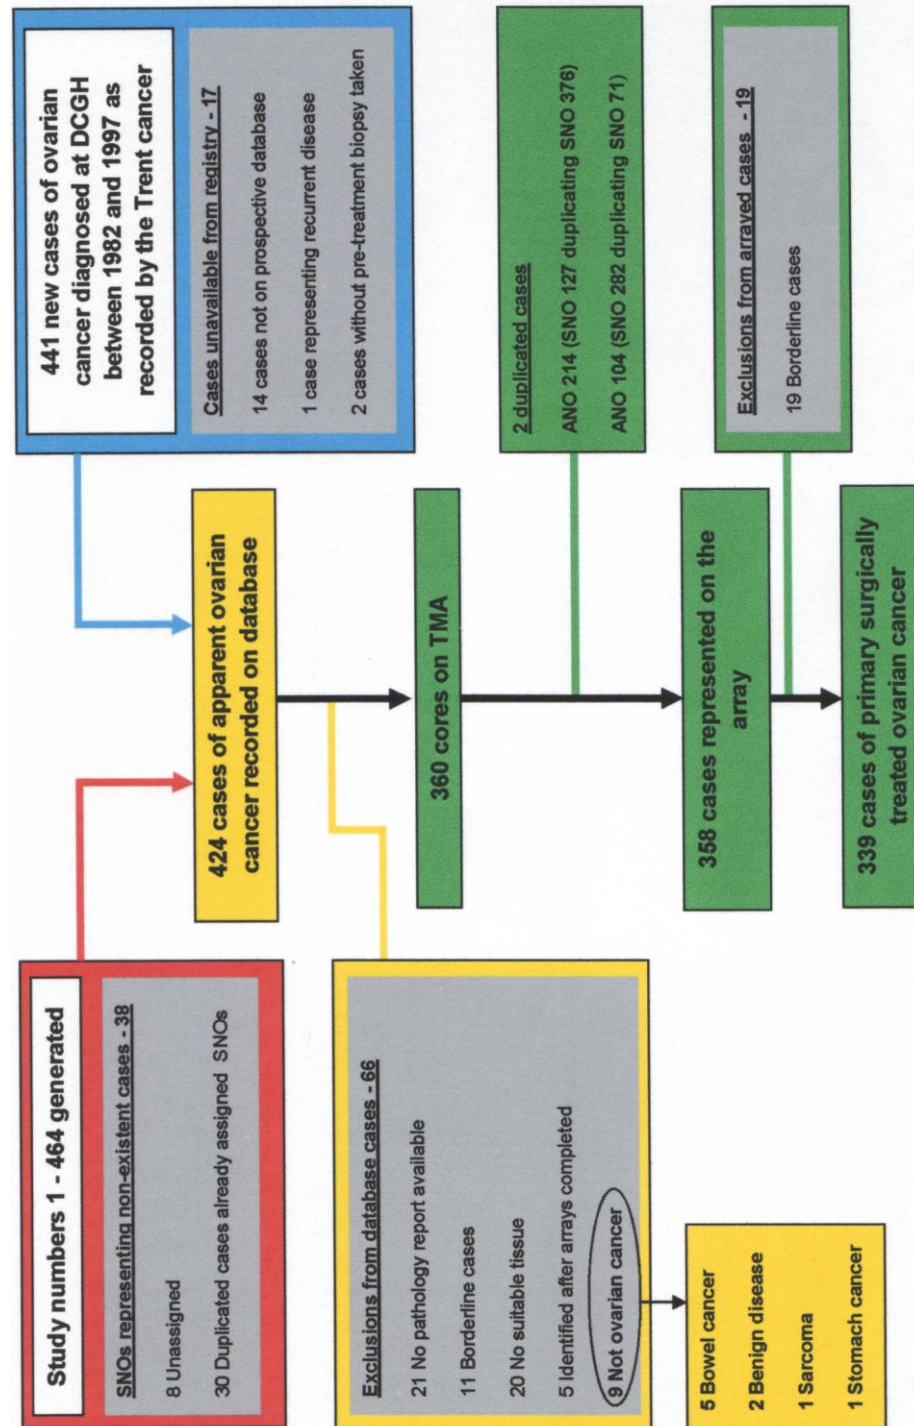 Study numbers 1 - 464 generated
SNOs representing non-existent cases - 38
8 Unassigned
30 Duplicated cases already assigned SNOs
441 new cases of ovarian
cancer diagnosed at DCGH
between 1982 and 1997 as
recorded by the Trent cancer
Cases unavailable from registry - 17
14 cases not on prospective database
1 case representing recurrent disease
2 cases without pre-treatment biopsy taken
424 cases of apparent ovarian
cancer recorded on database
Exclusions from database cases - 66
21 No pathology report available
11 Borderline cases
20 No suitable tissue
5 Identified after arrays completed
9 Not ovarian cancer
5 Bowel cancer
2 Benign disease
1 Sarcoma
1 Stomach cancer
360 cores on TMA
2 duplicated cases
ANO 214 (SNO 127 duplicating SNO 376)
ANO 104 (SNO 282 duplicating SNO 71)
358 cases represented on the
array
Exclusions from arrayed cases - 19
19 Borderline cases
339 cases of primary surgically
treated ovarian cancer